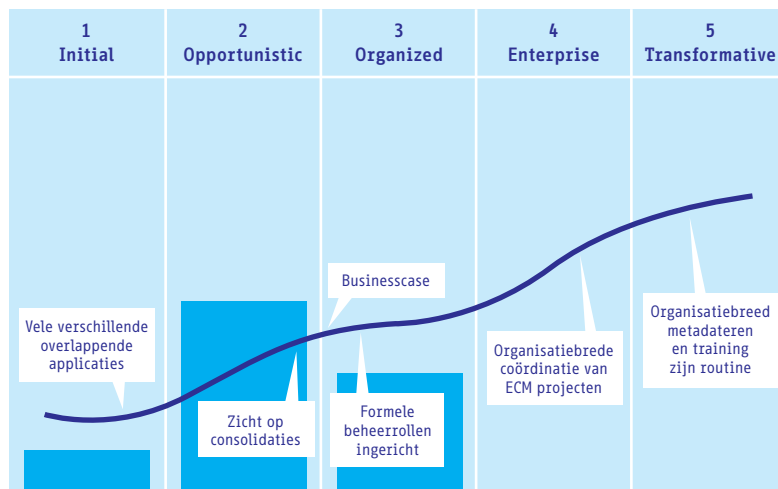 1
Initial
2
Opportunistic
3
Organized
4
Enterprise
5
Transformative
Vele verschillende
overlappende
applicaties
Zicht op
consolidaties
Businesscase
Formele
beheerrollen
ingericht
Organisatiebrede
coördinatie van
ECM projecten
Organisatiebreed
metadateren
en training
zijn routine